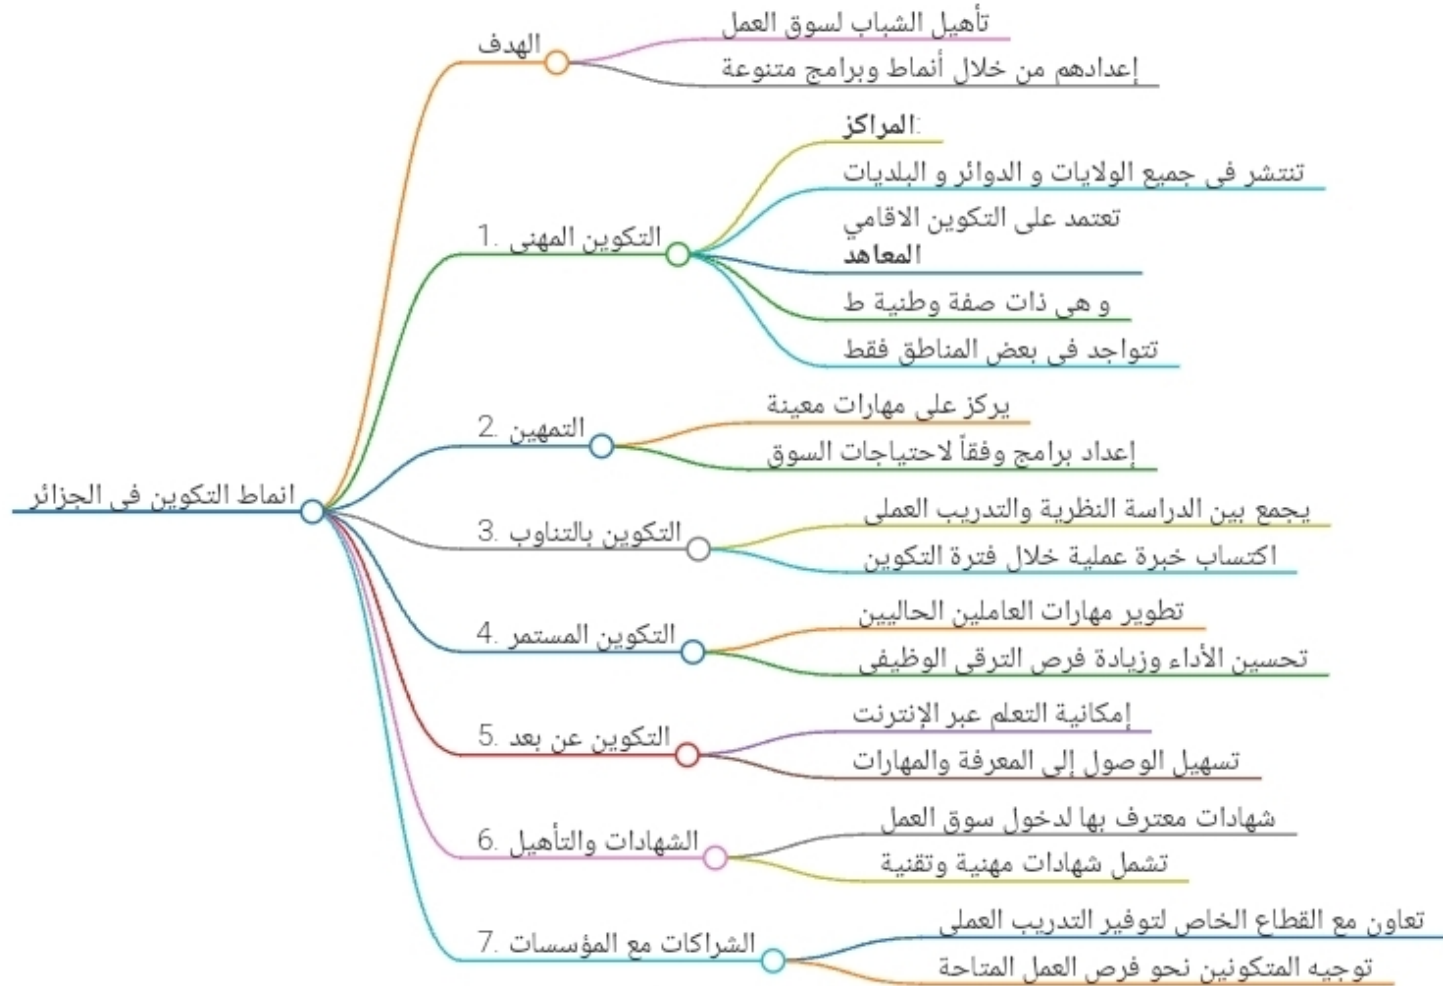 انماط التكوين في الجزائر
الهدف
تأهيل الشباب لسوق العمل
إعدادهم من خلال أنماط وبرامج متنوعة
1. التكوين المهني
المراكز:
تنتشر في جميع الولايات و الدوائر و البلديات
تعتمد على التكوين الاقامي
المعاهد
و هي ذات صفة وطنية ط
تتواجد في بعض المناطق فقط
2. التمهين
يركز على مهارات معينة
إعداد برامج وفقاً لاحتياجات السوق
3. التكوين بالتناوب
يجمع بين الدراسة النظرية والتدريب العملي
اكتساب خبرة عملية خلال فترة التكوين
4. التكوين المستمر
تطوير مهارات العاملين الحاليين
تحسين الأداء وزيادة فرص الترقي الوظيفي
5. التكوين عن بعد
إمكانية التعلم عبر الإنترنت
تسهيل الوصول إلى المعرفة والمهارات
6. الشهادات والتأهيل
شهادات معترف بها لدخول سوق العمل
تشمل شهادات مهنية وتقنية
7. الشراكات مع المؤسسات
تعاون مع القطاع الخاص لتوفير التدريب العملي
توجيه المتكونين نحو فرص العمل المتاحة